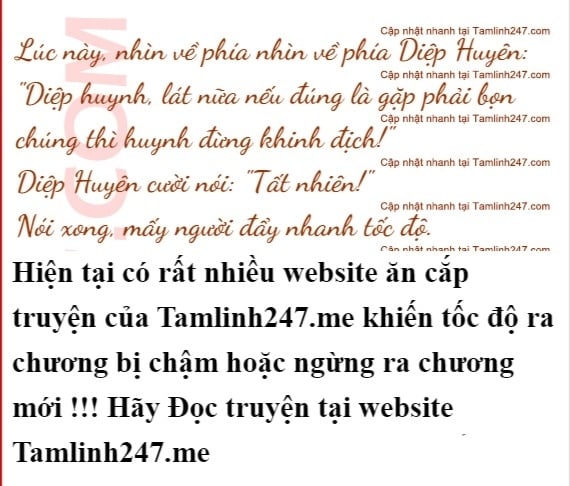 Cập nhật nhanh tại Tamlinh247.com
Lúc này, nhìn về phía nhìn về phía Diệp Huyên:
Cập nhật nhanh tại Tamlinh247.com
"Diệp huynh, lát nữa nếu đúng là gặp phải bọn
Cập nhật nhanh tại Tamlinh247.com
chúng thì huynh đừng khinh địch!"
Cập nhật nhanh tại Tamlinh247.com
Diệp Huyên cười nói: "Tất nhiên!"
Cập nhật nhanh tại Tamlinh247.com
Nói xong, mấy người đẩy nhanh tốc độ.
Cập nhật nhanh tại Tamlinh247.com
.COM
Hiện tại có rất nhiều website ăn cắp
truyện của Tamlinh247.me khiến tốc độ ra
chương bị chậm hoặc ngừng ra chương
mới !!! Hãy Đọc truyện tại website
Tamlinh247.me